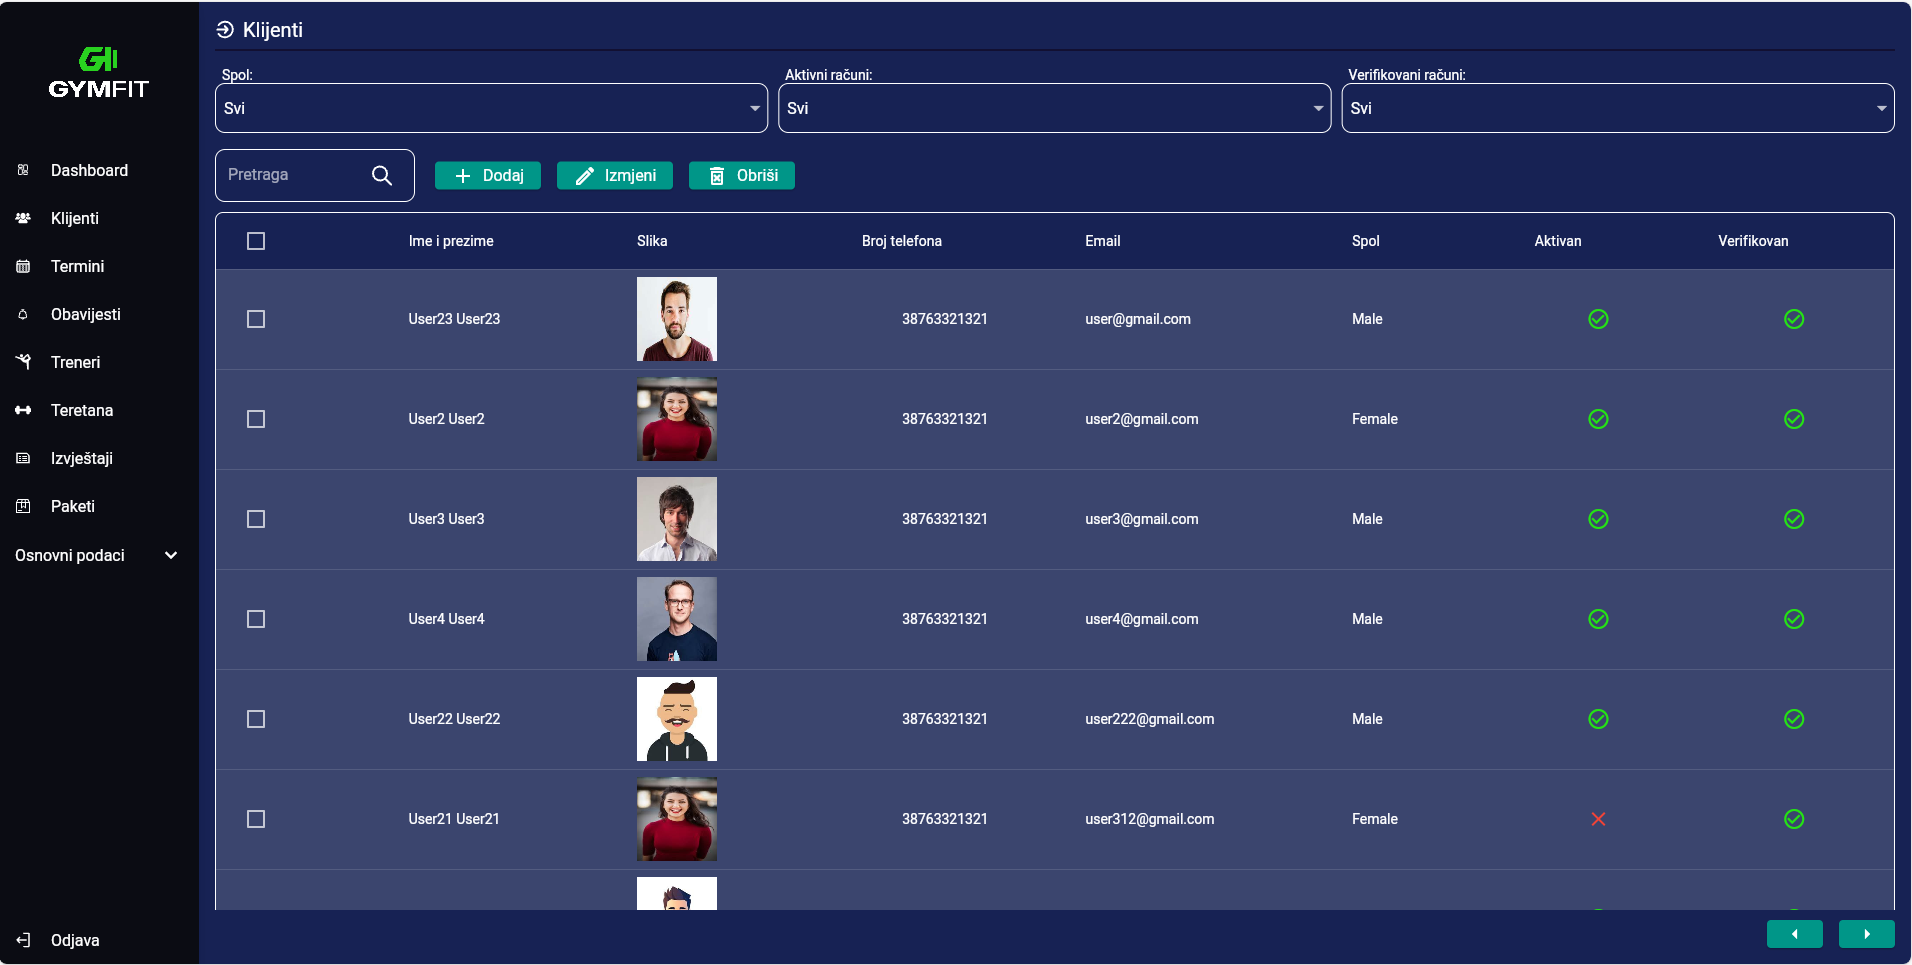 GYMFIT
Dashboard
Klijenti
Termini
Obavijesti
Treneri
Teretana
Izvještaji
Paketi
Osnovni podaci
Odjava
Klijenti
Spol: Aktivni računi: Verifikovani računi:
Svi Svi Svi
Pretraga Dodaj Izmjeni Obriši
Ime i prezime Slika Broj telefona Email Spol Aktivan Verifikovan
User23 User23 38763321321 user@gmail.com Male
User2 User2 38763321321 user2@gmail.com Female
User3 User3 38763321321 user3@gmail.com Male
User4 User4 38763321321 user4@gmail.com Male
User22 User22 38763321321 user222@gmail.com Male
User21 User21 38763321321 user312@gmail.com Female